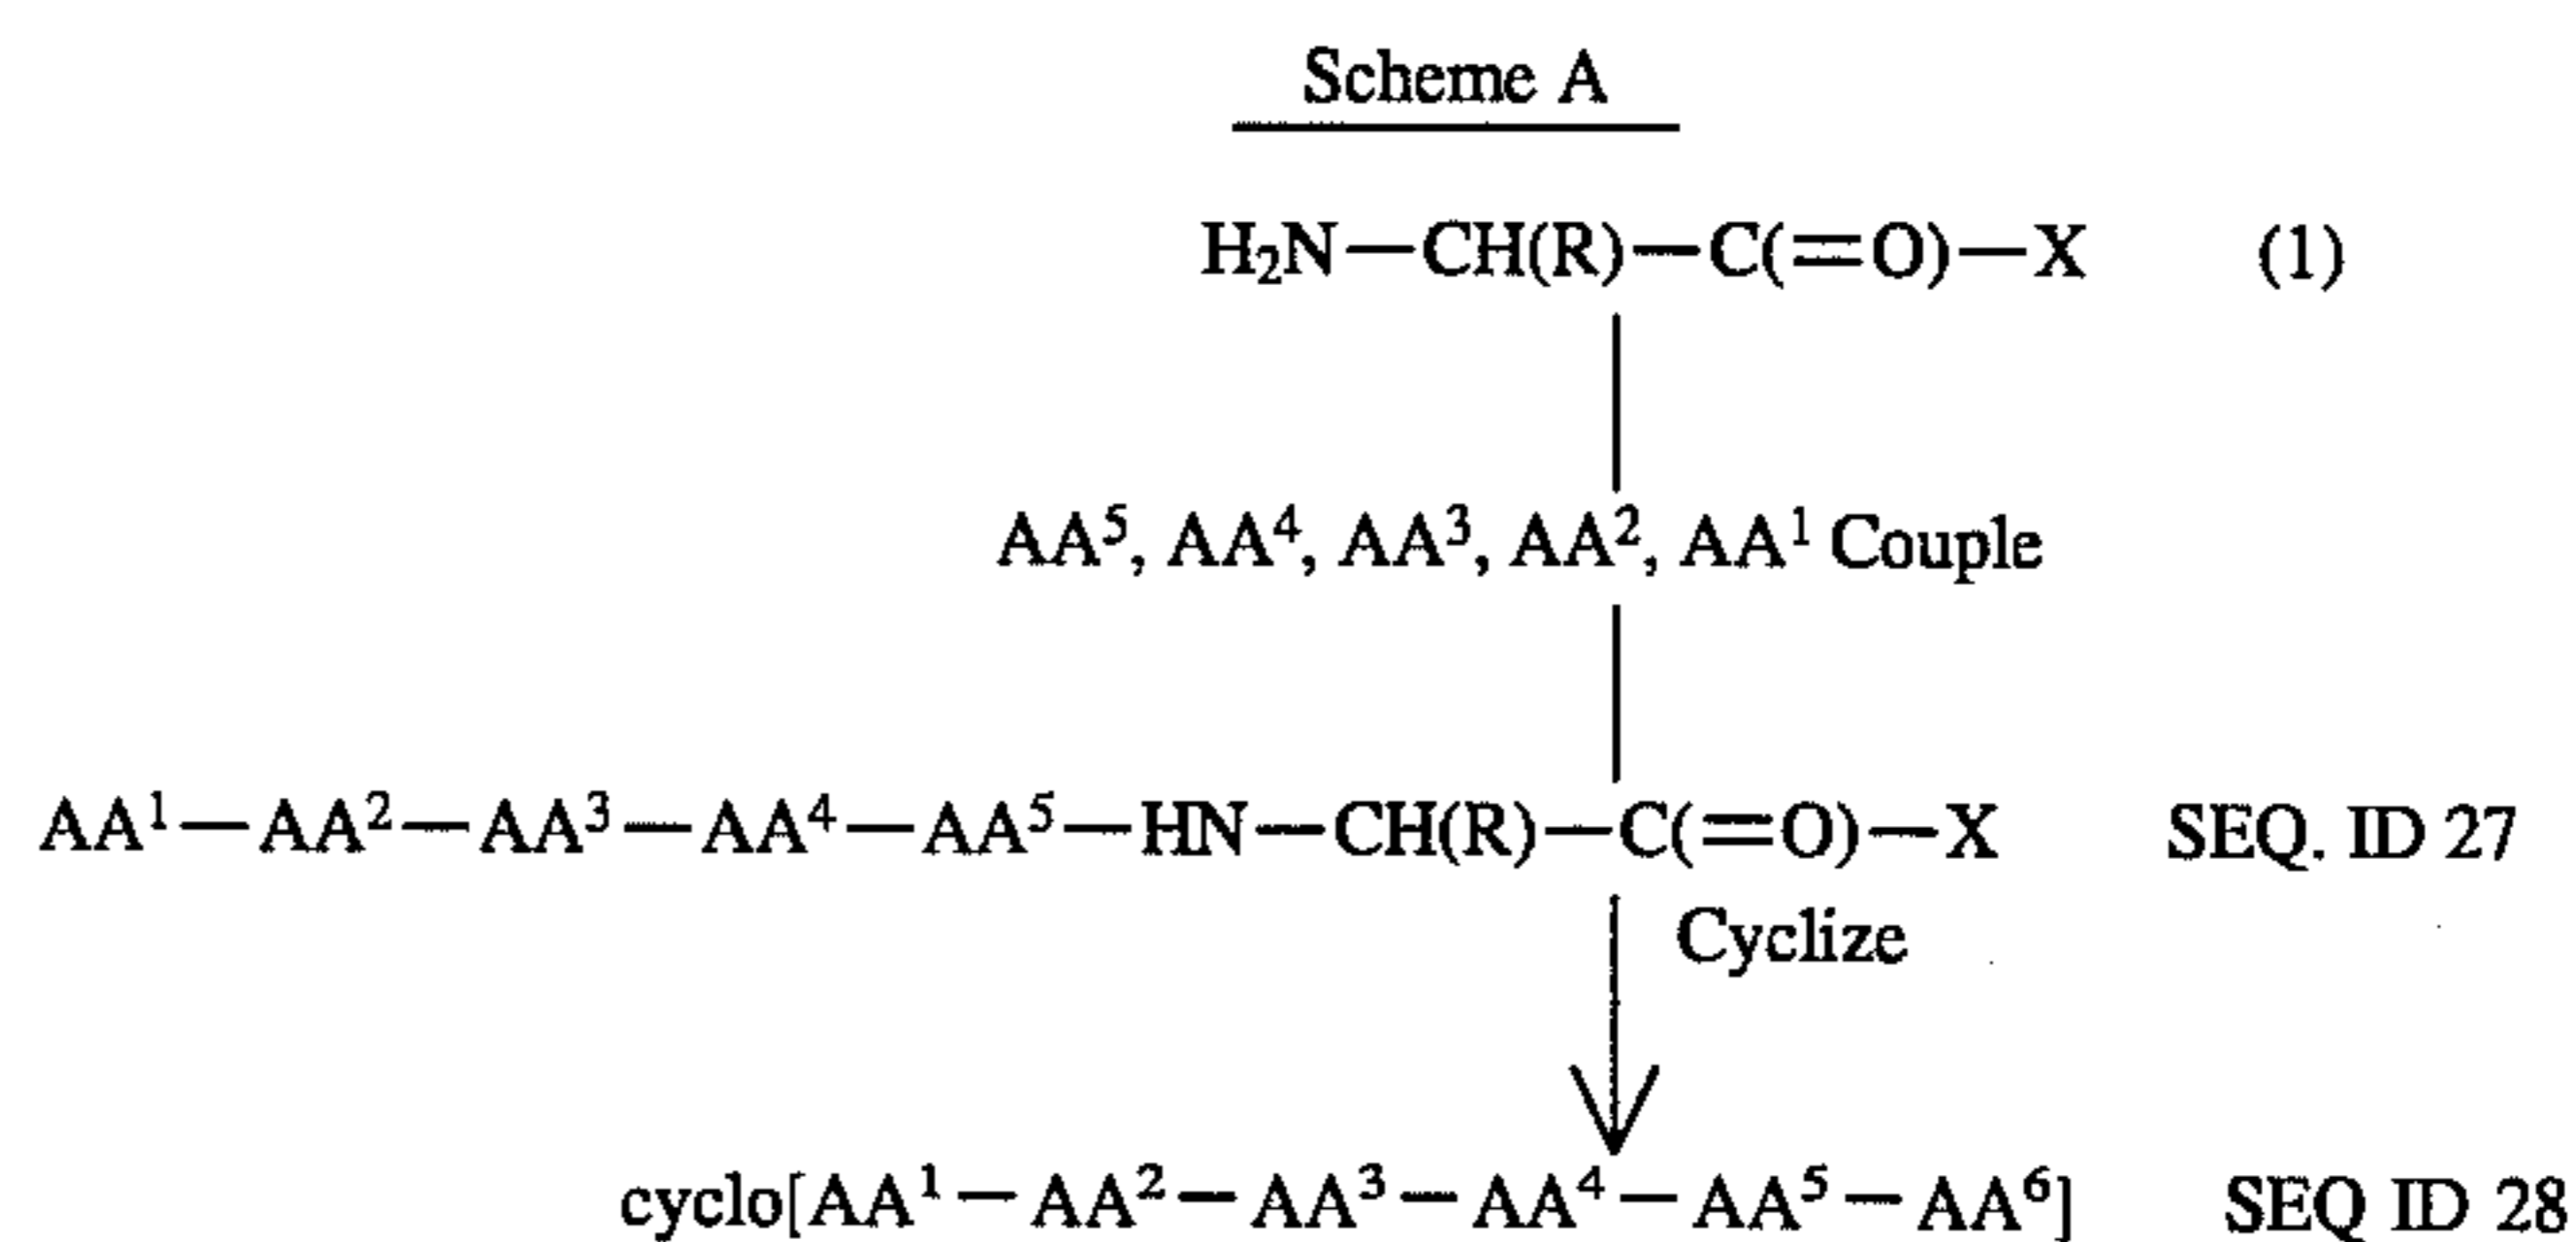 Scheme A
H₂N—CH(R)—C(=O)—X (1)
AA⁵, AA⁴, AA³, AA², AA¹ Couple
AA¹—AA²—AA³—AA⁴—AA⁵—HN—CH(R)—C(=O)—X SEQ. ID 27
Cyclize
cyclo[AA¹—AA²—AA³—AA⁴—AA⁵—AA⁶] SEQ ID 28